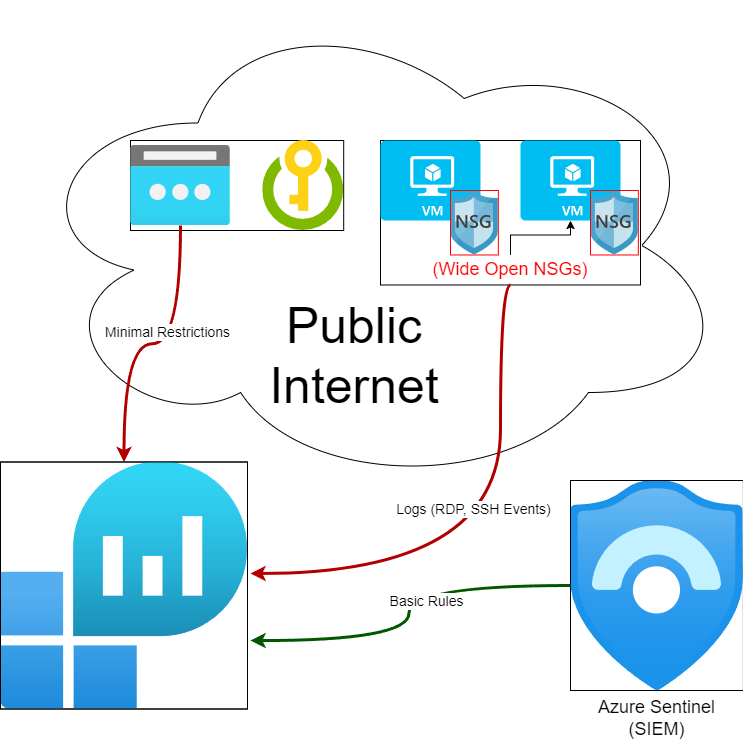 VM
NSG
VM
NSG
(Wide Open NSGs)
Public
Internet
Minimal Restrictions
Logs (RDP, SSH Events)
Basic Rules
Azure Sentinel
(SIEM)